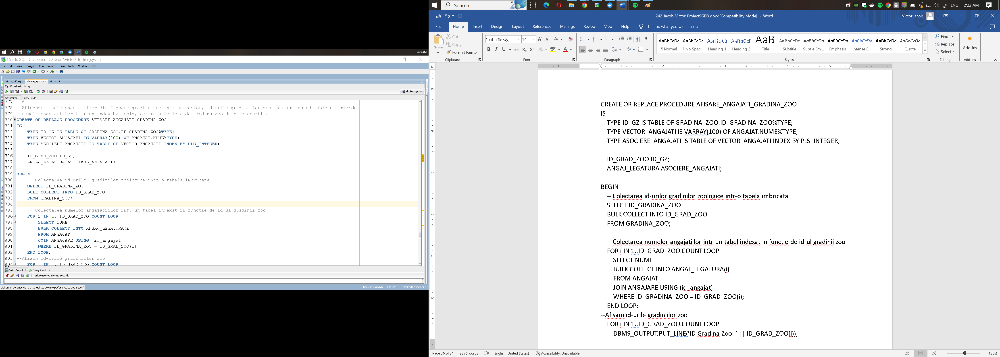 2:23 AM
Oracle SQL Developer : C:\Users\Victor\docker_sys.sql
File Edit View Navigate Run Source Team Tools Window Help
Victor_242.sql docker_sys.sql Victor.sql
SQL Worksheet History
docker_sys
Worksheet Query Builder
777 --6
778 --Afiseaza numele angajatiilor din fiecare gradina zoo intr-un vector, id-urile gradiniilor zoo intr-un nested table si introdu
779 --numele angajatiilor intr-un index-by table, pentru a le lega de gradina zoo de care apartin.
780 CREATE OR REPLACE PROCEDURE AFISARE_ANGAJATI_GRADINA_ZOO
781 IS
782 TYPE ID_GZ IS TABLE OF GRADINA_ZOO.ID_GRADINA_ZOO%TYPE;
783 TYPE VECTOR_ANGAJATI IS VARRAY(100) OF ANGAJAT.NUME%TYPE;
784 TYPE ASOCIERE_ANGAJATI IS TABLE OF VECTOR_ANGAJATI INDEX BY PLS_INTEGER;
785
786 ID_GRAD_ZOO ID_GZ;
787 ANGAJ_LEGATURA ASOCIERE_ANGAJATI;
788
789 BEGIN
790 -- Colectarea id-urilor gradinilor zoologice intr-o tabela imbricata
791 SELECT ID_GRADINA_ZOO
792 BULK COLLECT INTO ID_GRAD_ZOO
793 FROM GRADINA_ZOO;
794
795 -- Colectarea numelor angajatiilor intr-un tabel indexat in functie de id-ul gradinii zoo
796 FOR i IN 1..ID_GRAD_ZOO.COUNT LOOP
797 SELECT NUME
798 BULK COLLECT INTO ANGAJ_LEGATURA(i)
799 FROM ANGAJAT
800 JOIN ANGAJARE USING (id_angajat)
801 WHERE ID_GRADINA_ZOO = ID_GRAD_ZOO(i);
802 END LOOP;
803 --Afisam id-urile gradiniilor zoo
804 FOR i IN 1..ID_GRAD_ZOO.COUNT LOOP
Script Output Query Result
Task completed in 0.062 seconds
Click on an identifier with the Control key down to perform "Go to Declaration"
Line 794 Column 5 Insert Modified Windows: C
Search
ENG 2:23 AM
242_Iacob_Victor_ProiectSGBD.docx [Compatibility Mode] - Word
Victor Iacob
File Home Insert Design Layout References Mailings Review View Help Tell me what you want to do
Paste Cut Copy Format Painter
Calibri (Body) 14
AaBbCcDc AaBbCcDc AaBbCc AaBbCcE AaB AaBbCcDc AaBbCcDa AaBbCcDa AaBbCcDa AaBbCcDc AaBbCcDa
¶ Normal ¶ No Spac... Heading 1 Heading 2 Title Subtitle Subtle Em... Emphasis Intense E... Strong Quote
Find Replace Select
Add-ins
Clipboard Font Paragraph Styles Editing Add-ins
1 1 2 3 4 5 6 7
3
4
5
6
7
8
CREATE OR REPLACE PROCEDURE AFISARE_ANGAJATI_GRADINA_ZOO
IS
TYPE ID_GZ IS TABLE OF GRADINA_ZOO.ID_GRADINA_ZOO%TYPE;
TYPE VECTOR_ANGAJATI IS VARRAY(100) OF ANGAJAT.NUME%TYPE;
TYPE ASOCIERE_ANGAJATI IS TABLE OF VECTOR_ANGAJATI INDEX BY PLS_INTEGER;
ID_GRAD_ZOO ID_GZ;
ANGAJ_LEGATURA ASOCIERE_ANGAJATI;
BEGIN
-- Colectarea id-urilor gradinilor zoologice intr-o tabela imbricata
SELECT ID_GRADINA_ZOO
BULK COLLECT INTO ID_GRAD_ZOO
FROM GRADINA_ZOO;
-- Colectarea numelor angajatiilor intr-un tabel indexat in functie de id-ul gradinii zoo
FOR i IN 1..ID_GRAD_ZOO.COUNT LOOP
SELECT NUME
BULK COLLECT INTO ANGAJ_LEGATURA(i)
FROM ANGAJAT
JOIN ANGAJARE USING (id_angajat)
WHERE ID_GRADINA_ZOO = ID_GRAD_ZOO(i);
END LOOP;
--Afisam id-urile gradiniilor zoo
FOR i IN 1..ID_GRAD_ZOO.COUNT LOOP
DBMS_OUTPUT.PUT_LINE('ID Gradina Zoo: ' || ID_GRAD_ZOO(i));
Page 26 of 31 2376 words English (United States) Accessibility: Unavailable 130%